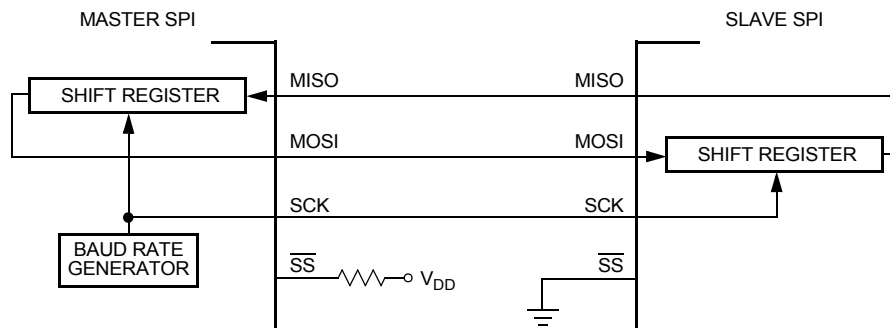 MASTER SPI
SLAVE SPI
SHIFT REGISTER
MISO
MISO
MOSI
MOSI
SHIFT REGISTER
SCK
SCK
BAUD RATE
GENERATOR
SS
VDD
SS